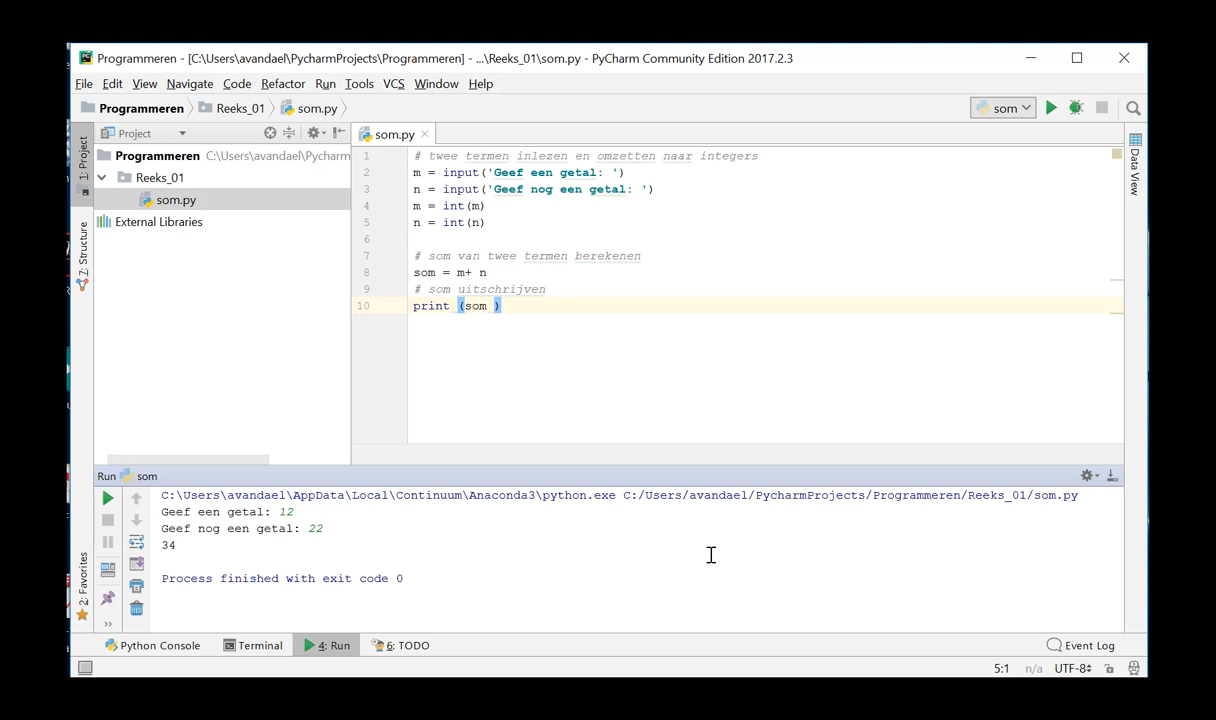 Programmeren - [C:\Users\avandael\PycharmProjects\Programmeren] - ...\Reeks_01\som.py - PyCharm Community Edition 2017.2.3
File Edit View Navigate Code Refactor Run Tools VCS Window Help
Programmeren Reeks_01 som.py som
Project
som.py
1: Project
Programmeren C:\Users\avandael\Pycharm
Reeks_01
som.py
External Libraries
7: Structure
2: Favorites
Data View
1 # twee termen inlezen en omzetten naar integers
2 m = input('Geef een getal: ')
3 n = input('Geef nog een getal: ')
4 m = int(m)
5 n = int(n)
6
7 # som van twee termen berekenen
8 som = m+ n
9 # som uitschrijven
10 print (som )
Run som
C:\Users\avandael\AppData\Local\Continuum\Anaconda3\python.exe C:/Users/avandael/PycharmProjects/Programmeren/Reeks_01/som.py
Geef een getal: 12
Geef nog een getal: 22
34
Process finished with exit code 0
Python Console Terminal 4: Run 6: TODO Event Log
5:1 n/a UTF-8